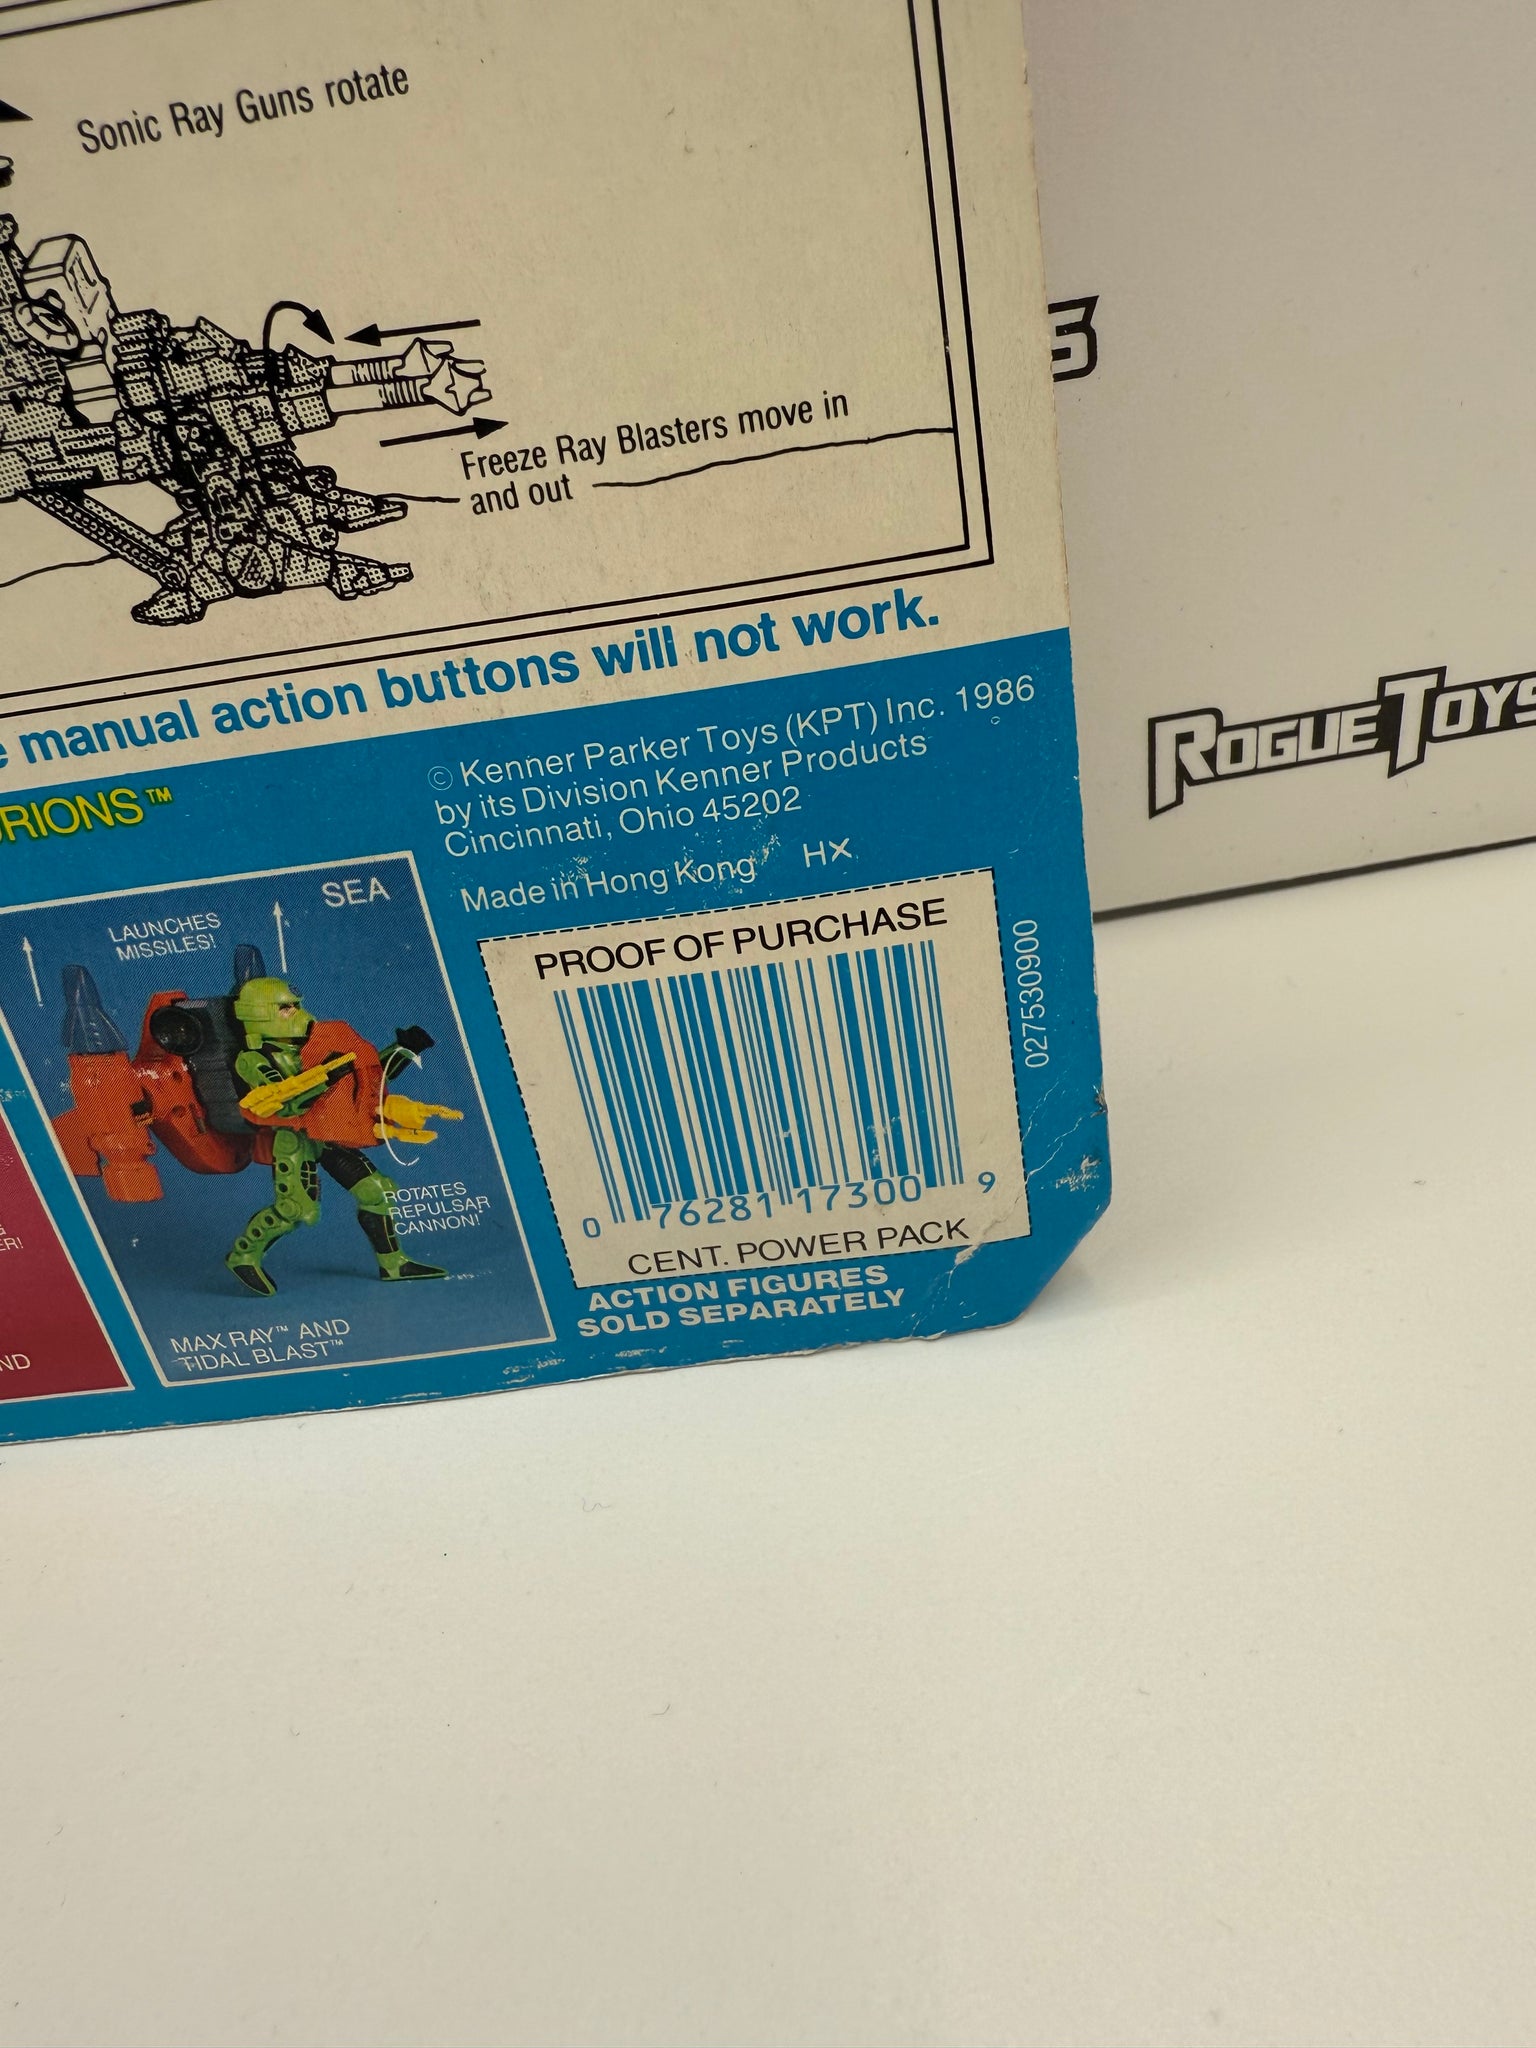 Sonic Ray Guns rotate
Freeze Ray Blasters move in
and out
manual action buttons will not work.
© Kenner Parker Toys (KPT) Inc. 1986
by its Division Kenner Products
Cincinnati, Ohio 45202
Made in Hong Kong HX
SEA
LAUNCHES
MISSILES!
ROTATES
REPULSAR
CANNON!
MAX RAY™ AND
TIDAL BLAST™
PROOF OF PURCHASE
0 76281 17300 9
CENT. POWER PACK
ACTION FIGURES
SOLD SEPARATELY
027530900
ROGUE TOYS